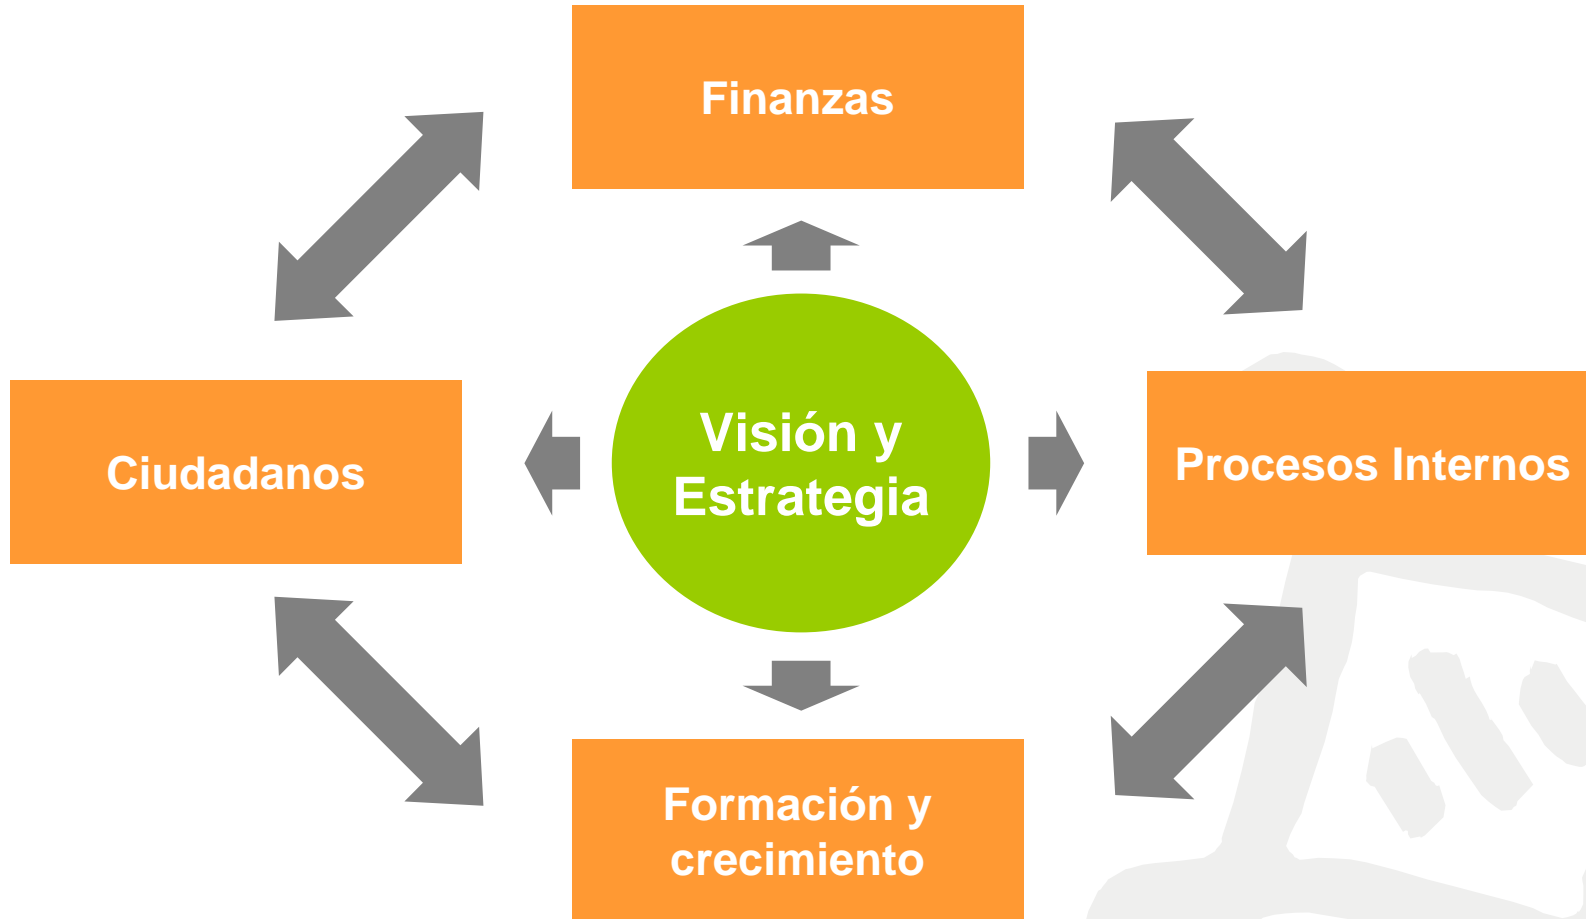 Finanzas
Ciudadanos
Visión y
Estrategia
Procesos Internos
Formación y
crecimiento